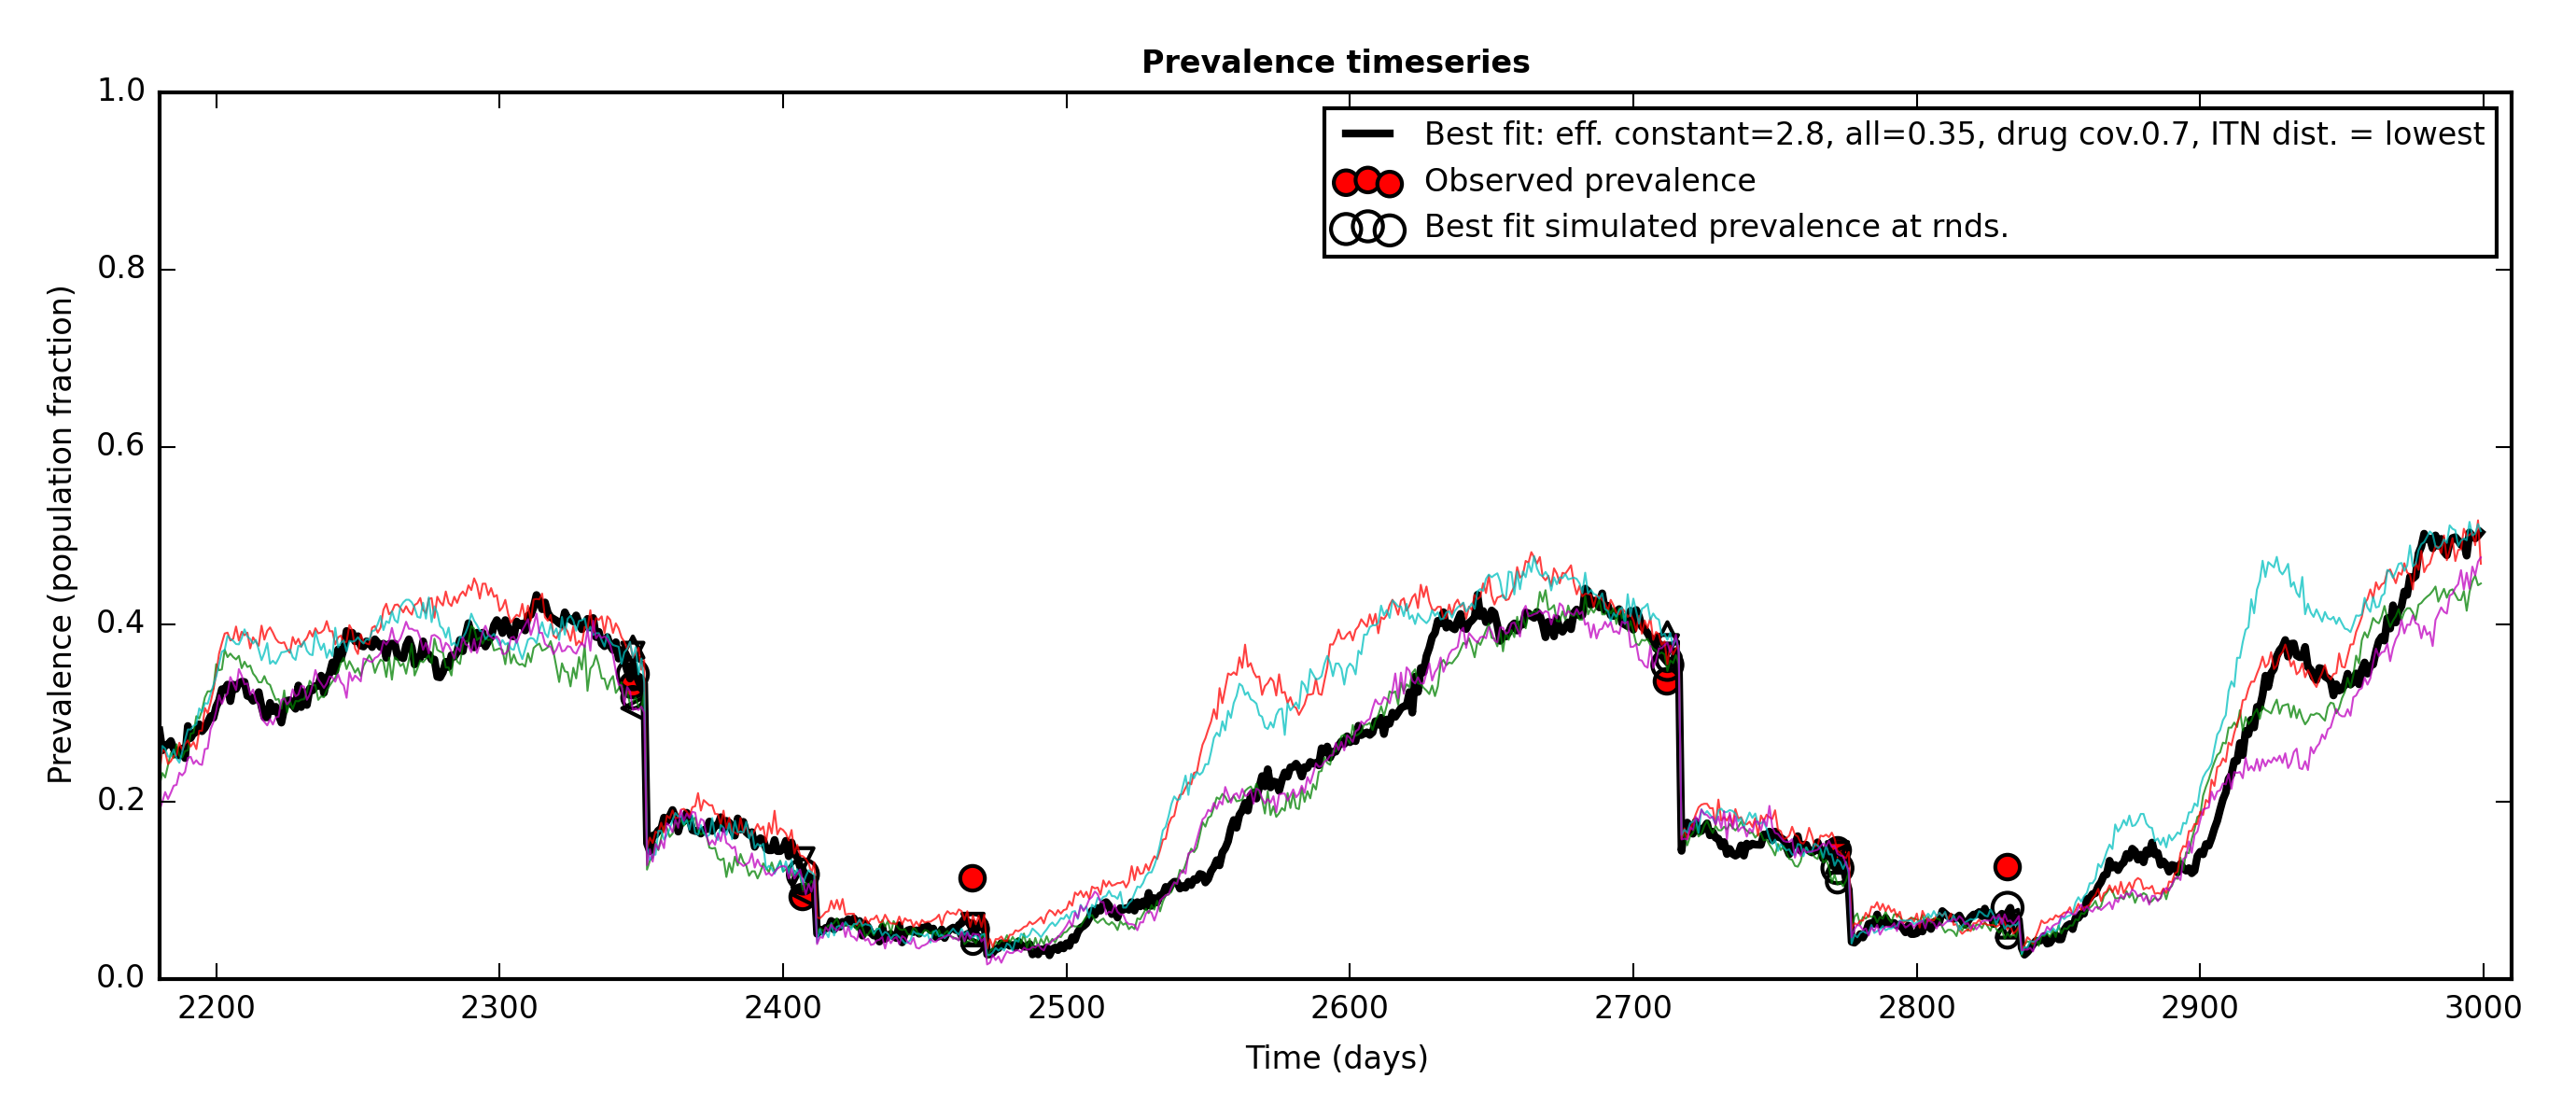 Prevalence timeseries
1.0
0.8
0.6
0.4
0.2
0.0
Prevalence (population fraction)
Best fit: eff. constant=2.8, all=0.35, drug cov.0.7, ITN dist. = lowest
Observed prevalence
Best fit simulated prevalence at rnds.
2200 2300 2400 2500 2600 2700 2800 2900 3000
Time (days)